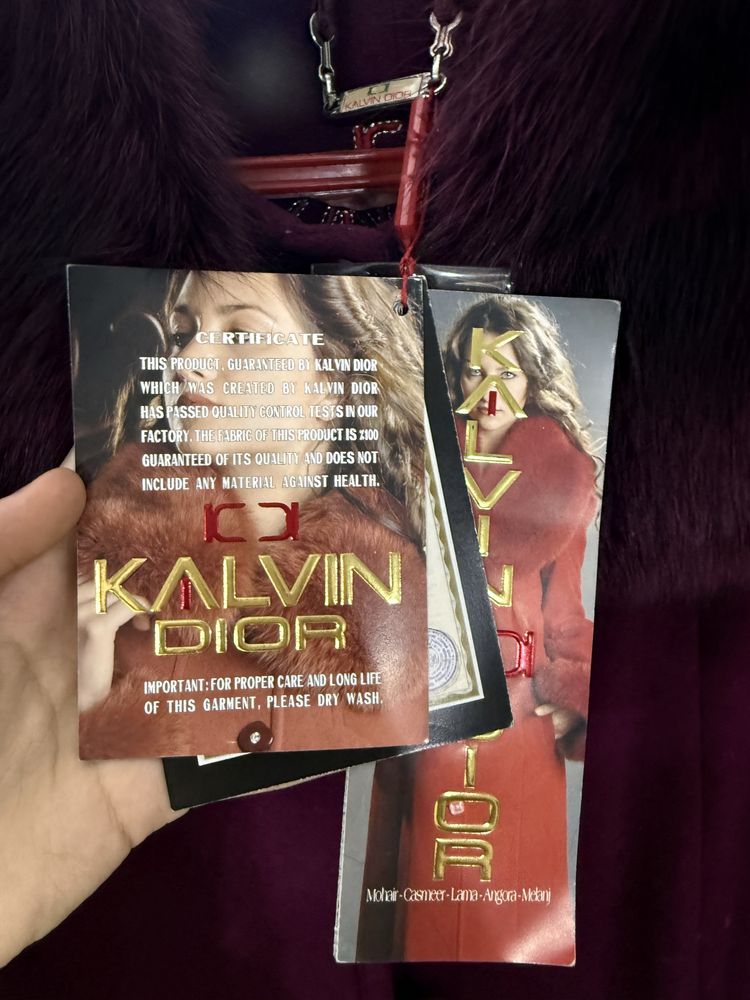 KALVIN DIOR
CERTIFICATE
THIS PRODUCT, GUARANTEED BY KALVIN DIOR
WHICH WAS CREATED BY KALVIN DIOR
HAS PASSED QUALITY CONTROL TESTS IN OUR
FACTORY. THE FABRIC OF THIS PRODUCT IS %100
GUARANTEED OF ITS QUALITY AND DOES NOT
INCLUDE ANY MATERIAL AGAINST HEALTH.
KALVIN
DIOR
IMPORTANT: FOR PROPER CARE AND LONG LIFE
OF THIS GARMENT, PLEASE DRY WASH.
KALVIN
DIOR
Mohair - Casmeer - Lama - Angora - Melanj